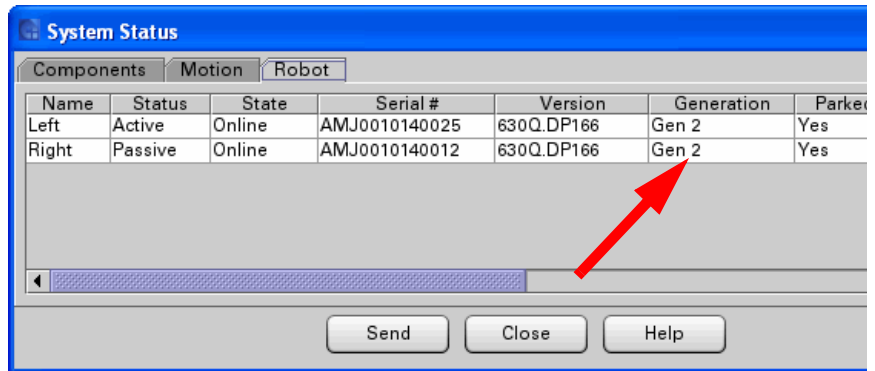 System Status
Components Motion Robot
Name Status State Serial # Version Generation Parked
Left Active Online AMJ0010140025 630Q.DP166 Gen 2 Yes
Right Passive Online AMJ0010140012 630Q.DP166 Gen 2 Yes
Send Close Help